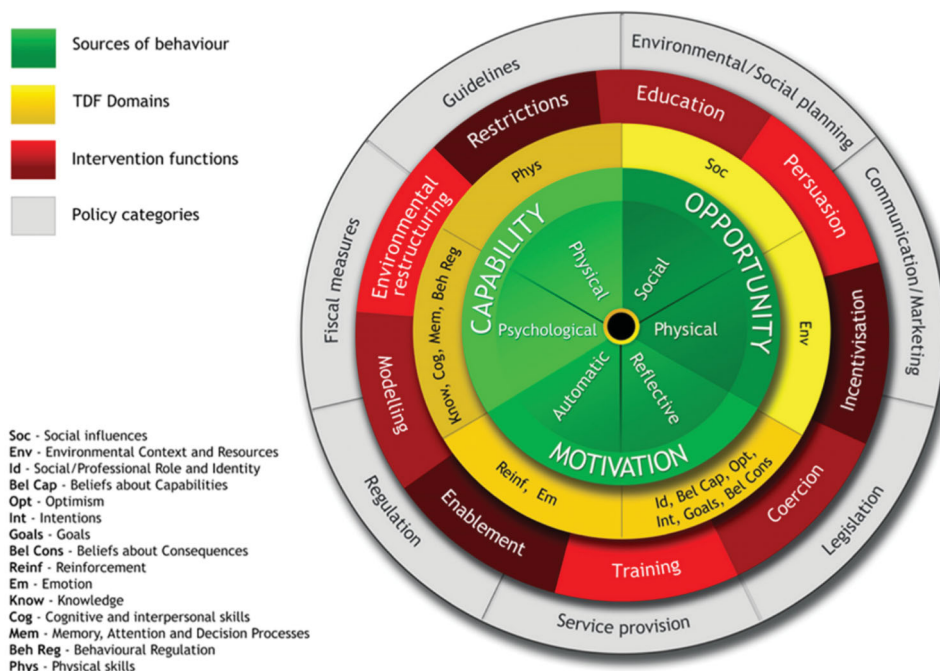 Sources of behaviour
TDF Domains
Intervention functions
Policy categories
Soc - Social influences
Env - Environmental Context and Resources
Id - Social/Professional Role and Identity
Bel Cap - Beliefs about Capabilities
Opt - Optimism
Int - Intentions
Goals - Goals
Bel Cons - Beliefs about Consequences
Reinf - Reinforcement
Em - Emotion
Know - Knowledge
Cog - Cognitive and interpersonal skills
Mem - Memory, Attention and Decision Processes
Beh Reg - Behavioural Regulation
Phys - Physical skills
Guidelines
Environmental/Social planning
Communication/Marketing
Legislation
Service provision
Regulation
Fiscal measures
Restrictions
Education
Persuasion
Incentivisation
Coercion
Training
Enablement
Modelling
Environmental
restructuring
Phys
Soc
Env
Id, Bel Cap, Opt,
Int, Goals, Bel Cons
Reinf, Em
Know, Cog, Mem, Beh Reg
CAPABILITY
OPPORTUNITY
MOTIVATION
Physical
Social
Physical
Reflective
Automatic
Psychological